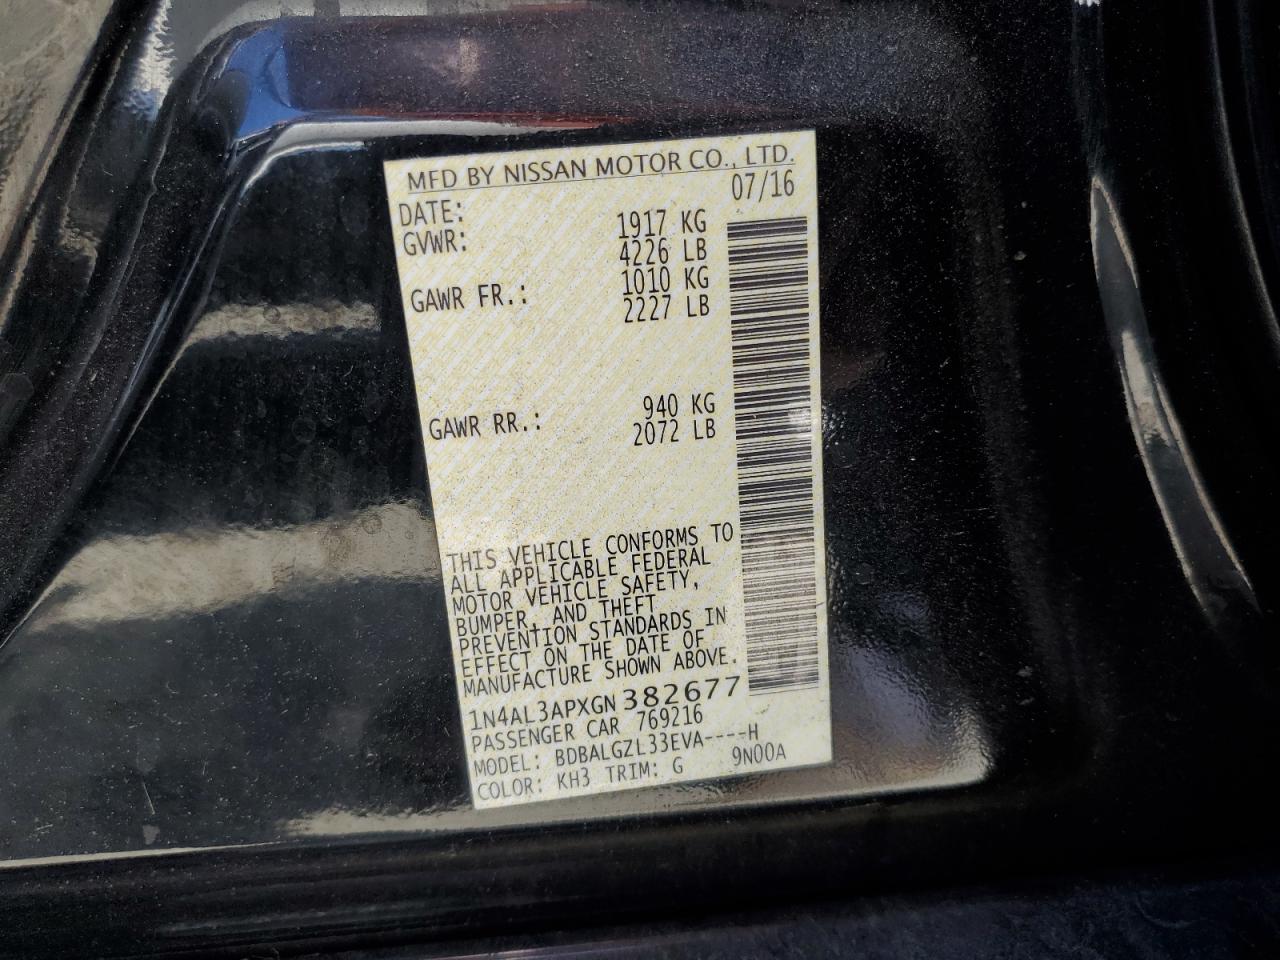 MFD BY NISSAN MOTOR CO., LTD.
DATE: 07/16
GVWR: 1917 KG
4226 LB
GAWR FR.: 1010 KG
2227 LB
GAWR RR.: 940 KG
2072 LB
THIS VEHICLE CONFORMS TO
ALL APPLICABLE FEDERAL
MOTOR VEHICLE SAFETY,
BUMPER, AND THEFT
PREVENTION STANDARDS IN
EFFECT ON THE DATE OF
MANUFACTURE SHOWN ABOVE.
1N4AL3APXGN382677
PASSENGER CAR 769216
MODEL: BDBALGZL33EVA----H
COLOR: KH3 TRIM: G 9N00A